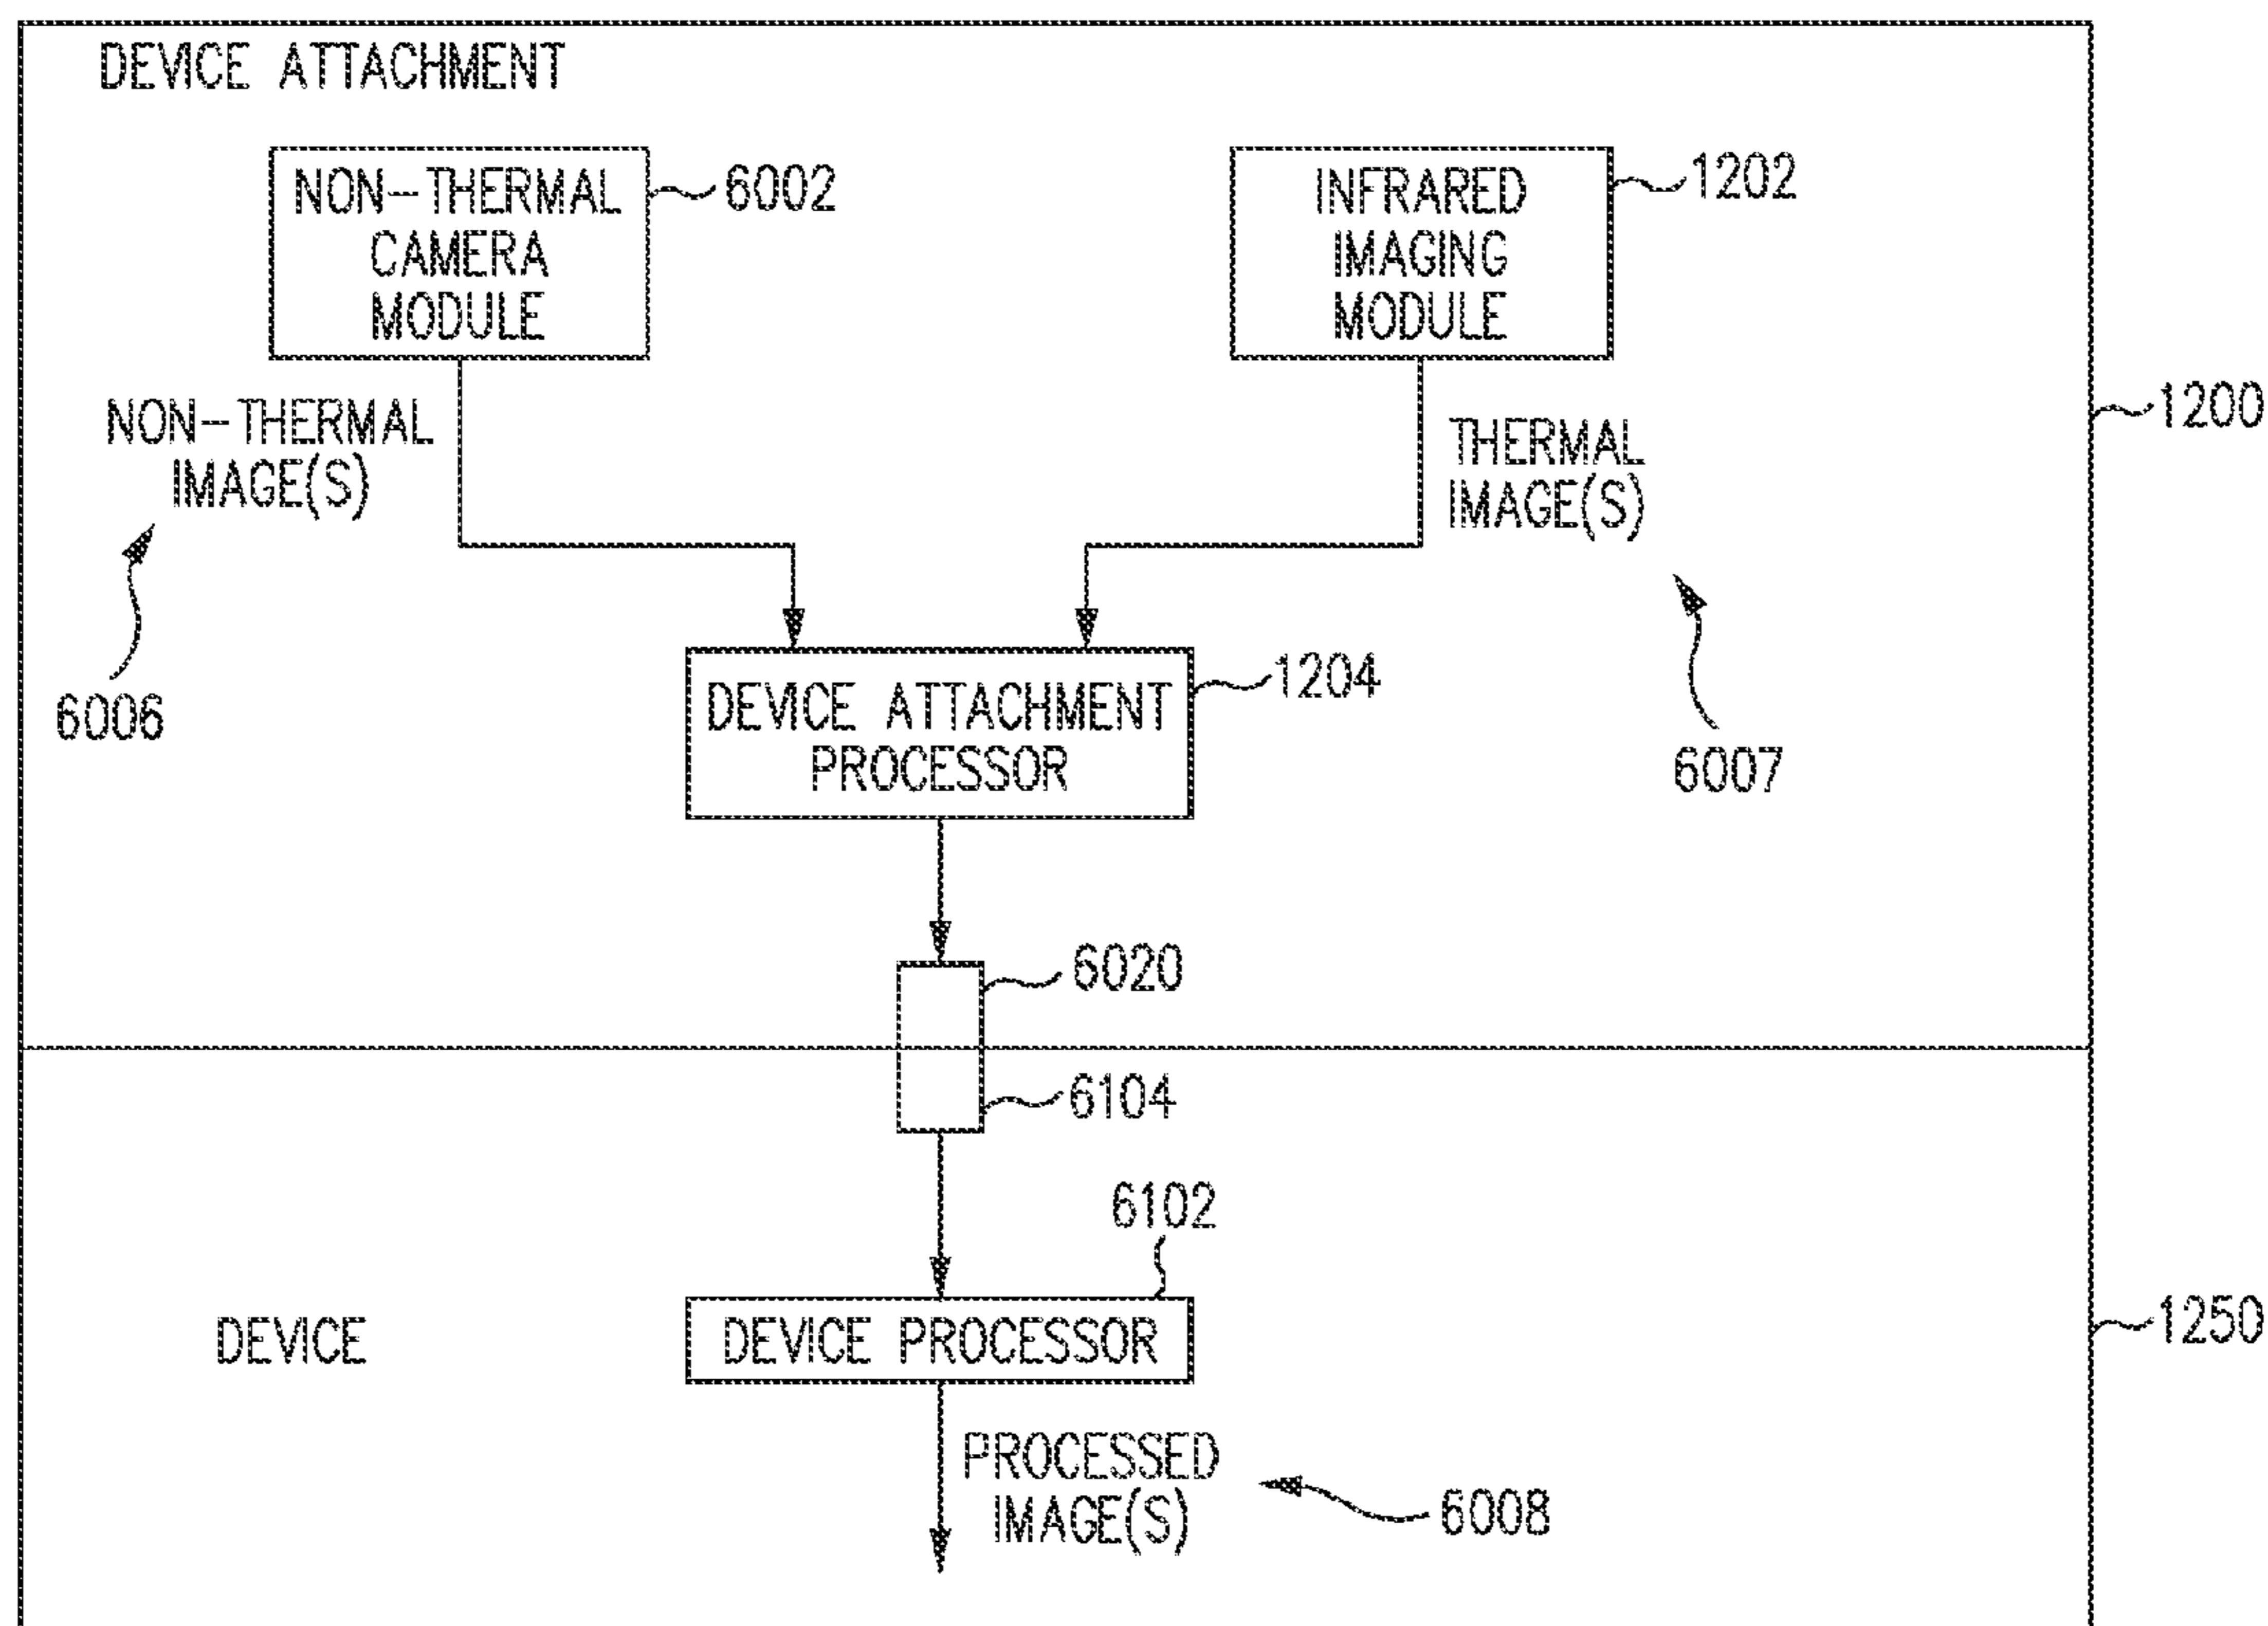 DEVICE ATTACHMENT
NON-THERMAL
CAMERA
MODULE
6002
INFRARED
IMAGING
MODULE
1202
NON-THERMAL
IMAGE(S)
6006
THERMAL
IMAGE(S)
6007
1200
DEVICE ATTACHMENT
PROCESSOR
1204
6020
6104
6102
DEVICE
DEVICE PROCESSOR
1250
PROCESSED
IMAGE(S)
6008